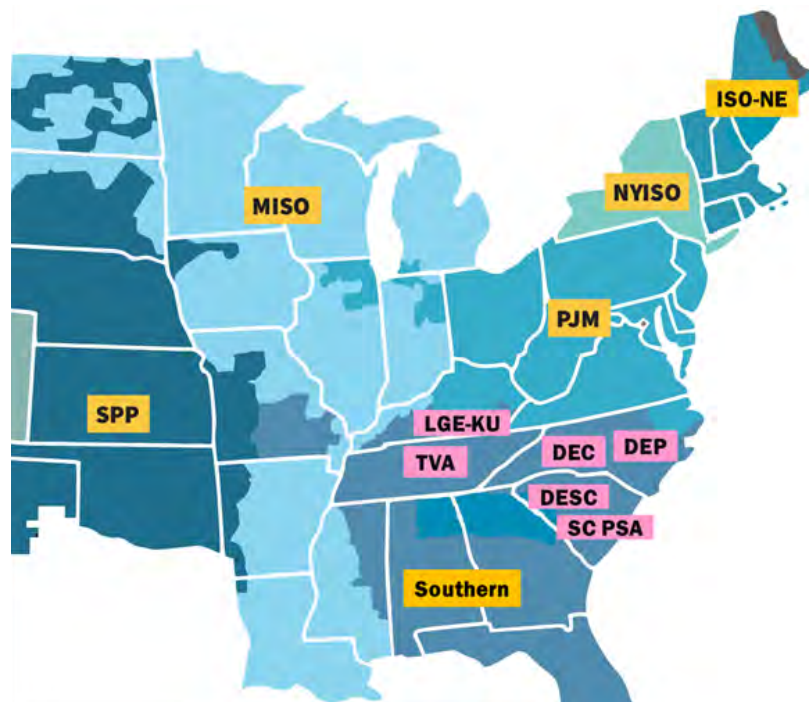 ISO-NE
MISO
NYISO
PJM
SPP
LGE-KU
TVA
DEC
DEP
DESC
SC PSA
Southern